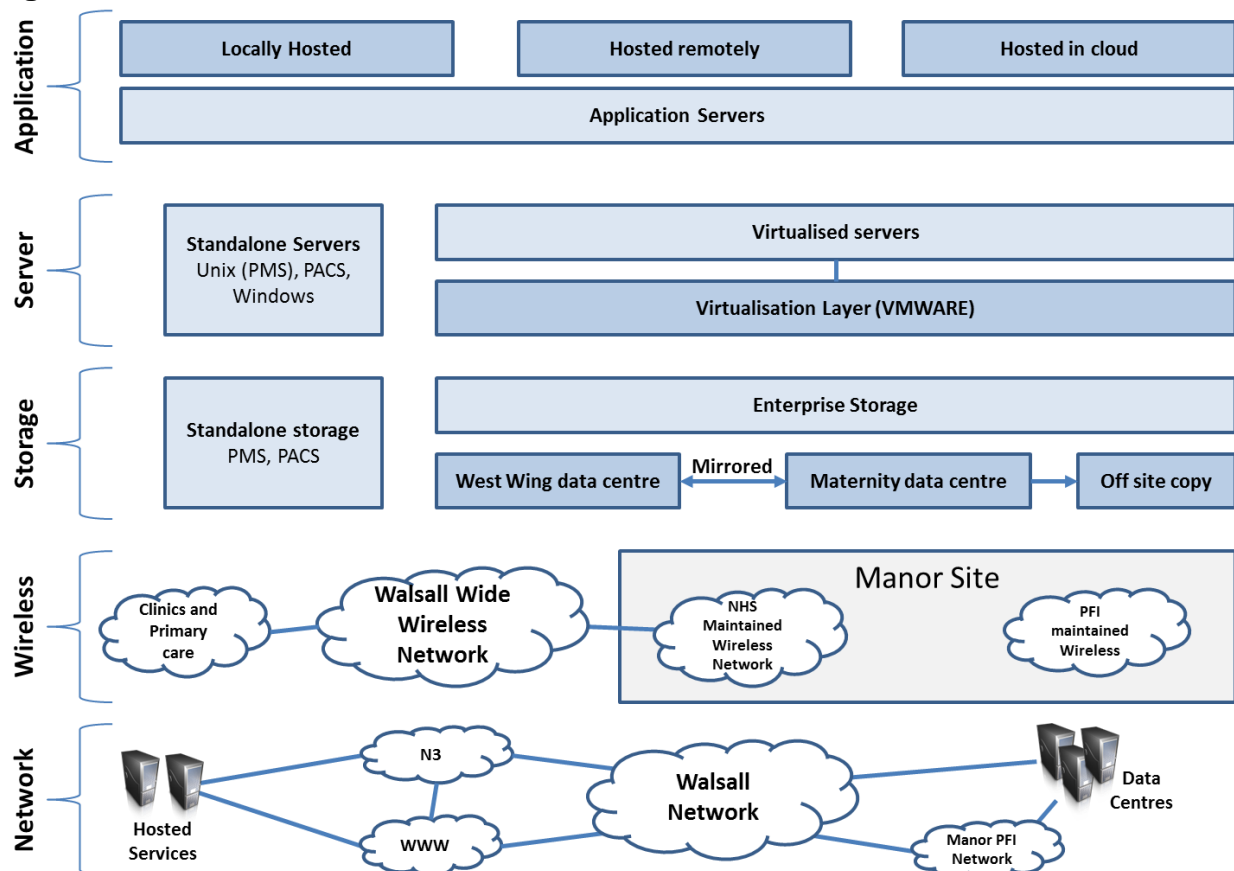 Application
Locally Hosted
Hosted remotely
Hosted in cloud
Application Servers
Server
Standalone Servers
Unix (PMS), PACS,
Windows
Virtualised servers
Virtualisation Layer (VMWARE)
Storage
Standalone storage
PMS, PACS
Enterprise Storage
West Wing data centre
Mirrored
Maternity data centre
Off site copy
Wireless
Clinics and
Primary
care
Walsall Wide
Wireless
Network
Manor Site
NHS
Maintained
Wireless
Network
PFI
maintained
Wireless
Network
Hosted
Services
N3
WWW
Walsall
Network
Data
Centres
Manor PFI
Network